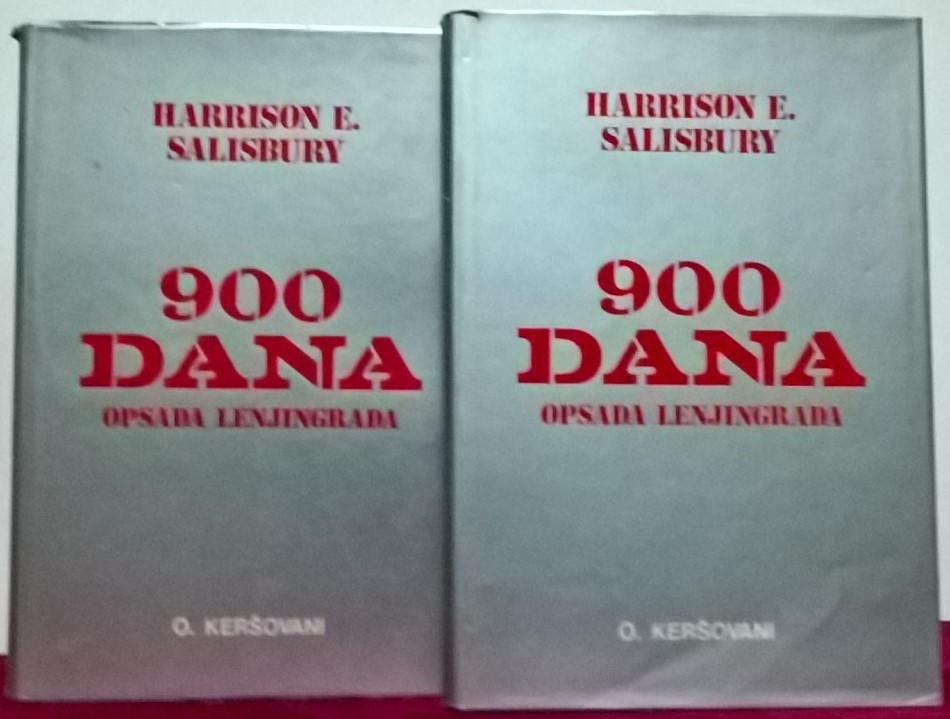 HARRISON E.
SALISBURY
900
DANA
OPSADA LENJINGRADA
O. KERŠOVANI
HARRISON E.
SALISBURY
900
DANA
OPSADA LENJINGRADA
O. KERŠOVANI